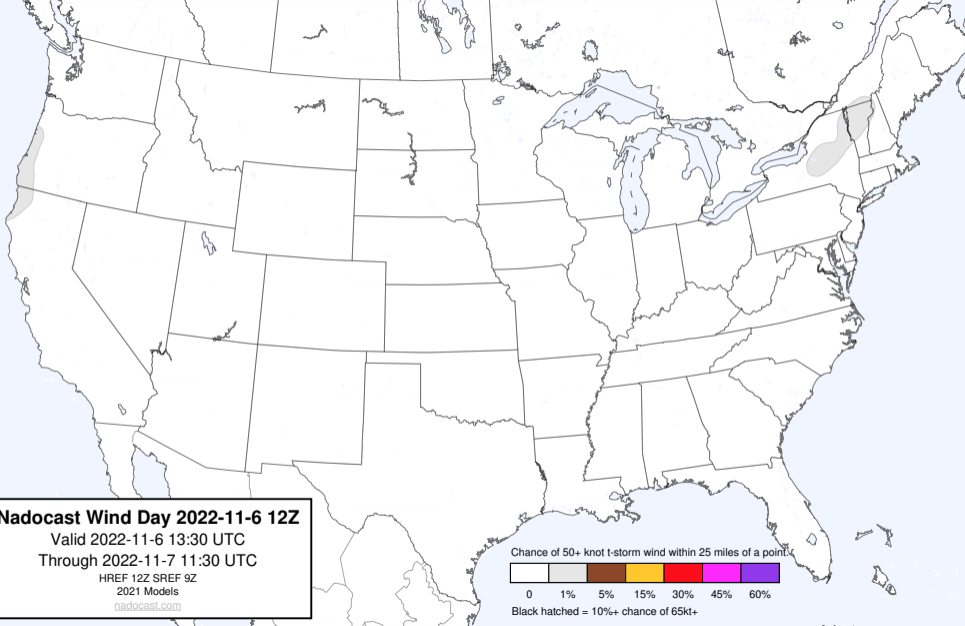 Nadocast Wind Day 2022-11-6 12Z
Valid 2022-11-6 13:30 UTC
Through 2022-11-7 11:30 UTC
HREF 12Z SREF 9Z
2021 Models
nadocast.com
Chance of 50+ knot t-storm wind within 25 miles of a point.
0 1% 5% 15% 30% 45% 60%
Black hatched = 10%+ chance of 65kt+